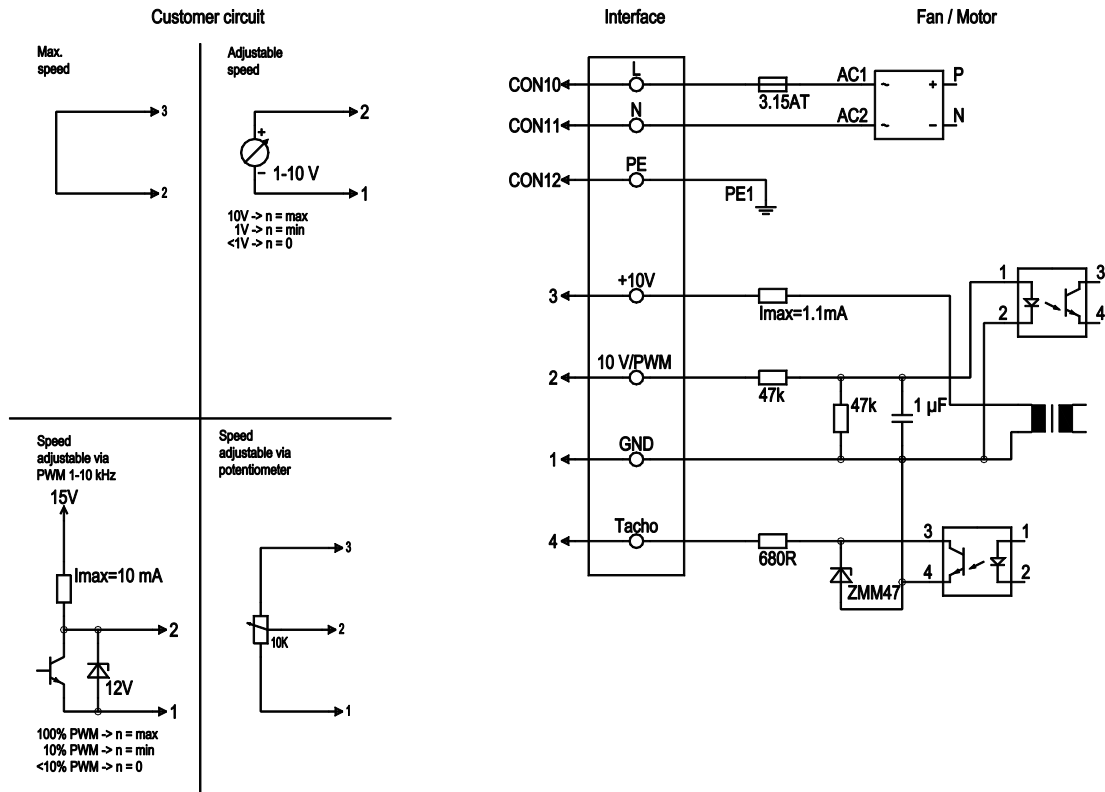 Customer circuit
Interface
Fan / Motor
Max.
speed
3
2
Adjustable
speed
2
+
1-10 V
−
1
10V -> n = max
1V -> n = min
<1V -> n = 0
Speed
adjustable via
PWM 1-10 kHz
15V
Imax=10 mA
2
12V
1
100% PWM -> n = max
10% PWM -> n = min
<10% PWM -> n = 0
Speed
adjustable via
potentiometer
3
10K
2
1
CON10
L
3.15AT
AC1
~
+
P
CON11
N
AC2
~
−
N
CON12
PE
PE1
3
+10V
Imax=1.1mA
1
2
3
4
2
10 V/PWM
47k
47k
1 µF
1
GND
4
Tacho
680R
ZMM47
3
4
1
2